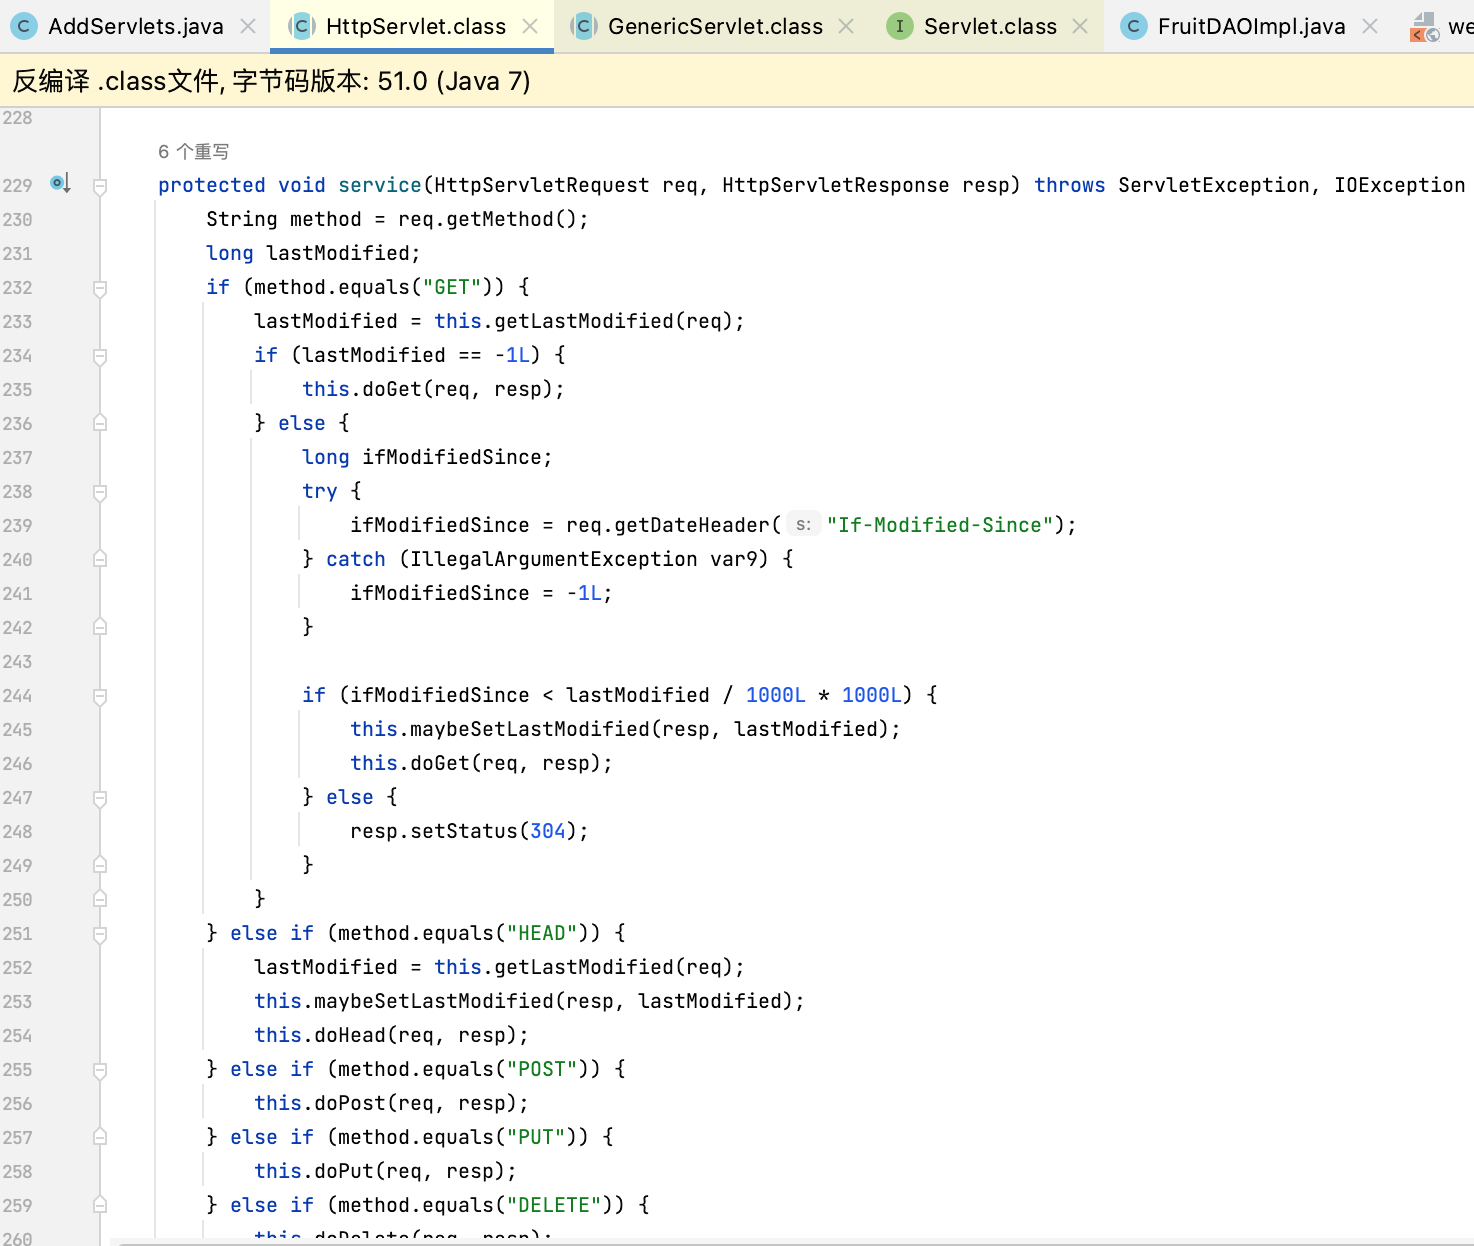 AddServlets.java HttpServlet.class GenericServlet.class Servlet.class FruitDAOImpl.java we
反编译 .class文件, 字节码版本: 51.0 (Java 7)
228
6 个重写
229 protected void service(HttpServletRequest req, HttpServletResponse resp) throws ServletException, IOException
230 String method = req.getMethod();
231 long lastModified;
232 if (method.equals("GET")) {
233 lastModified = this.getLastModified(req);
234 if (lastModified == -1L) {
235 this.doGet(req, resp);
236 } else {
237 long ifModifiedSince;
238 try {
239 ifModifiedSince = req.getDateHeader( s: "If-Modified-Since");
240 } catch (IllegalArgumentException var9) {
241 ifModifiedSince = -1L;
242 }
243
244 if (ifModifiedSince < lastModified / 1000L * 1000L) {
245 this.maybeSetLastModified(resp, lastModified);
246 this.doGet(req, resp);
247 } else {
248 resp.setStatus(304);
249 }
250 }
251 } else if (method.equals("HEAD")) {
252 lastModified = this.getLastModified(req);
253 this.maybeSetLastModified(resp, lastModified);
254 this.doHead(req, resp);
255 } else if (method.equals("POST")) {
256 this.doPost(req, resp);
257 } else if (method.equals("PUT")) {
258 this.doPut(req, resp);
259 } else if (method.equals("DELETE")) {
260 this.doDelete(req, resp);